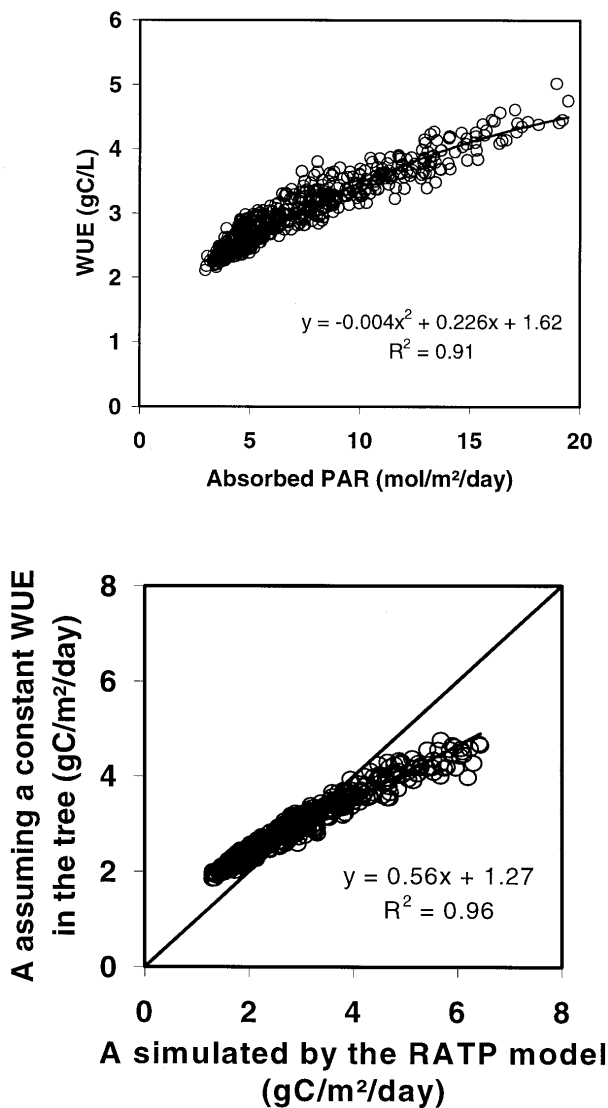 6
5
4
3
2
1
0
WUE (gC/L)
y = -0.004x² + 0.226x + 1.62
R² = 0.91
0 5 10 15 20
Absorbed PAR (mol/m²/day)
8
6
4
2
0
A assuming a constant WUE
in the tree (gC/m²/day)
y = 0.56x + 1.27
R² = 0.96
0 2 4 6 8
A simulated by the RATP model
(gC/m²/day)